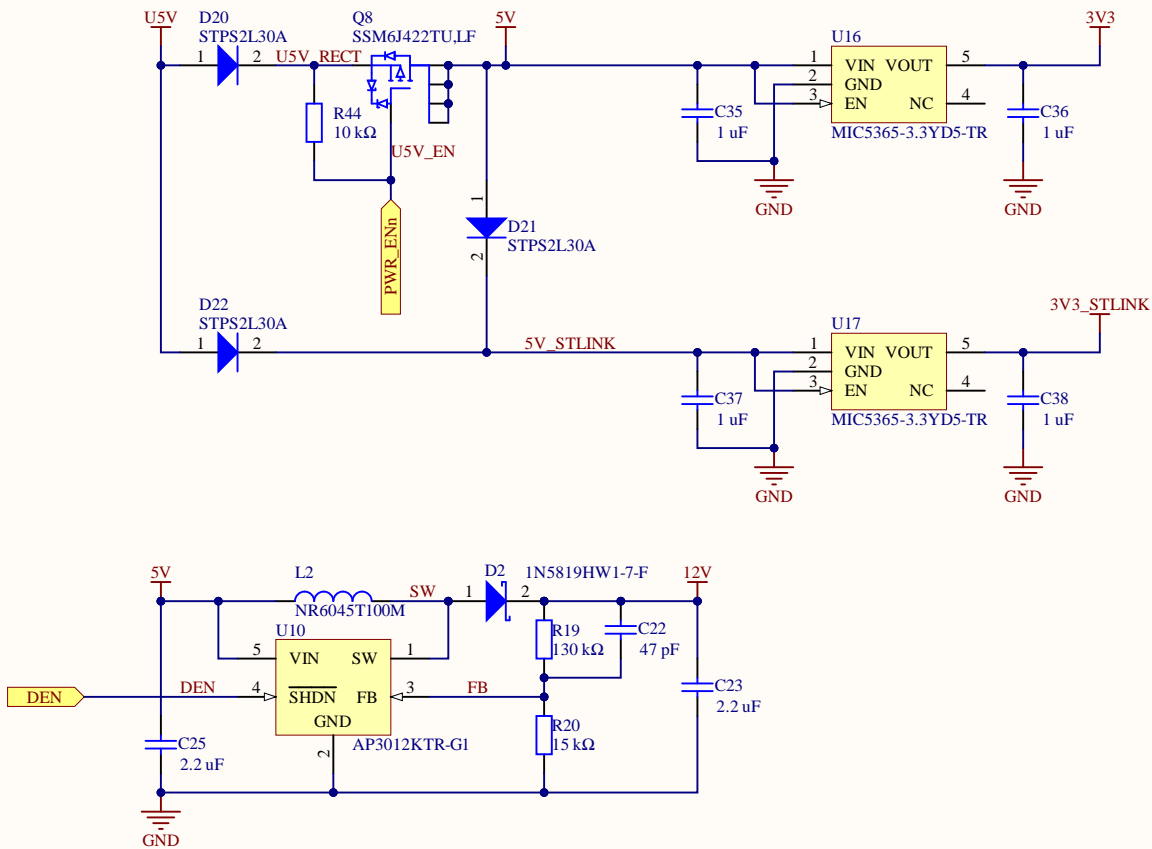 U5V
D20
STPS2L30A
1
2
U5V_RECT
Q8
SSM6J422TU,LF
5V
R44
10 kΩ
U5V_EN
PWR_ENn
1
D21
STPS2L30A
2
C35
1 uF
U16
1
VIN
VOUT
5
2
GND
3
EN
NC
4
MIC5365-3.3YD5-TR
3V3
C36
1 uF
GND
GND
D22
STPS2L30A
1
2
5V_STLINK
C37
1 uF
U17
1
VIN
VOUT
5
2
GND
3
EN
NC
4
MIC5365-3.3YD5-TR
3V3_STLINK
C38
1 uF
GND
GND
5V
L2
NR6045T100M
SW
D2
1N5819HW1-7-F
1
2
12V
U10
5
VIN
SW
1
DEN
DEN
4
SHDN
FB
3
FB
GND
2
AP3012KTR-G1
R19
130 kΩ
C22
47 pF
R20
15 kΩ
C23
2.2 uF
C25
2.2 uF
GND